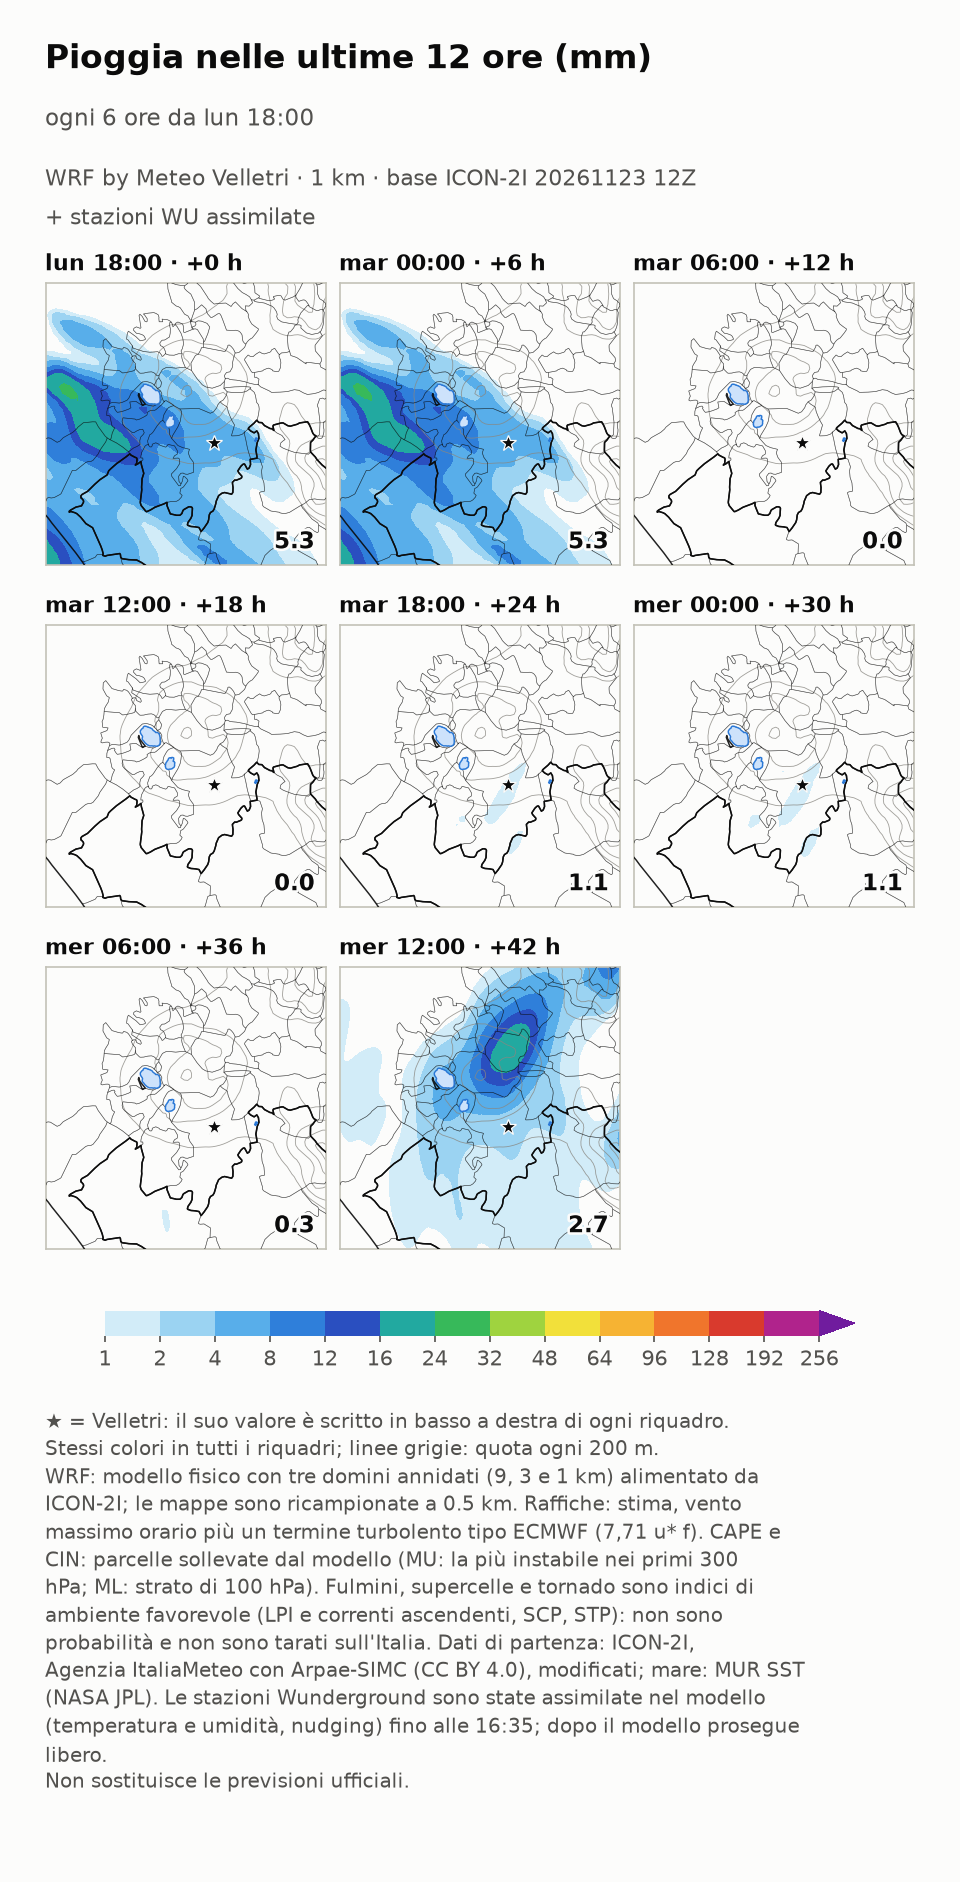 Pioggia nelle ultime 12 ore (mm)
ogni 6 ore da lun 18:00
WRF by Meteo Velletri · 1 km · base ICON-2I 20261123 12Z
+ stazioni WU assimilate
lun 18:00 · +0 h
mar 00:00 · +6 h
mar 06:00 · +12 h
5.3
5.3
0.0
mar 12:00 · +18 h
mar 18:00 · +24 h
mer 00:00 · +30 h
0.0
1.1
1.1
mer 06:00 · +36 h
mer 12:00 · +42 h
0.3
2.7
1 2 4 8 12 16 24 32 48 64 96 128 192 256
★ = Velletri: il suo valore è scritto in basso a destra di ogni riquadro.
Stessi colori in tutti i riquadri; linee grigie: quota ogni 200 m.
WRF: modello fisico con tre domini annidati (9, 3 e 1 km) alimentato da
ICON-2I; le mappe sono ricampionate a 0.5 km. Raffiche: stima, vento
massimo orario più un termine turbolento tipo ECMWF (7,71 u* f). CAPE e
CIN: parcelle sollevate dal modello (MU: la più instabile nei primi 300
hPa; ML: strato di 100 hPa). Fulmini, supercelle e tornado sono indici di
ambiente favorevole (LPI e correnti ascendenti, SCP, STP): non sono
probabilità e non sono tarati sull'Italia. Dati di partenza: ICON-2I,
Agenzia ItaliaMeteo con Arpae-SIMC (CC BY 4.0), modificati; mare: MUR SST
(NASA JPL). Le stazioni Wunderground sono state assimilate nel modello
(temperatura e umidità, nudging) fino alle 16:35; dopo il modello prosegue
libero.
Non sostituisce le previsioni ufficiali.